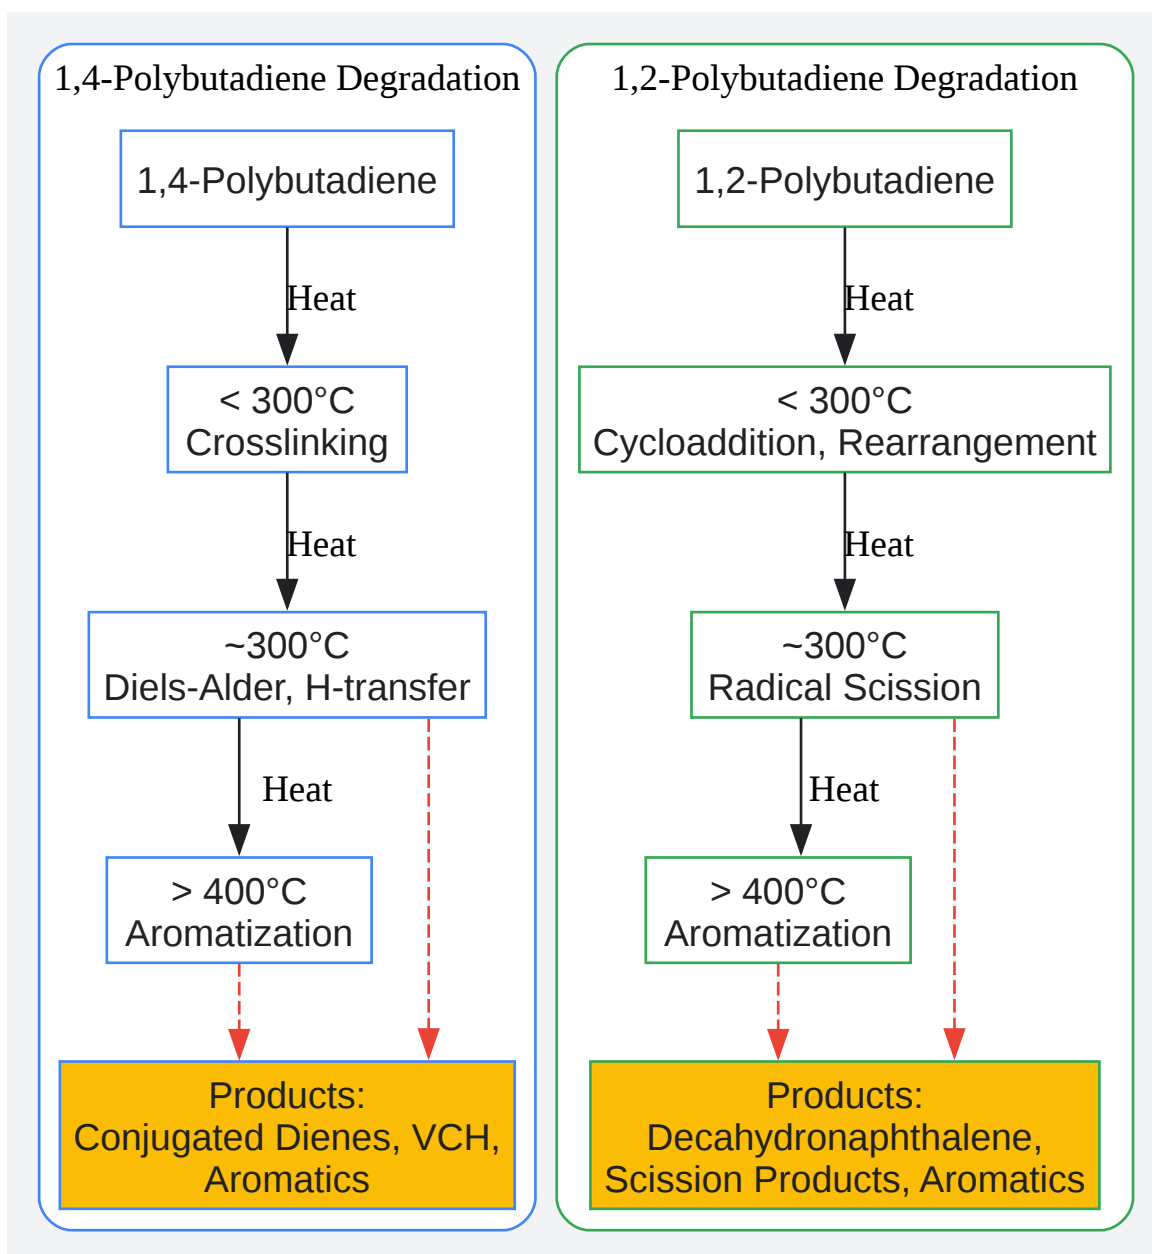 1,4-Polybutadiene Degradation
1,4-Polybutadiene
Heat
< 300°C
Crosslinking
Heat
~300°C
Diels-Alder, H-transfer
Heat
> 400°C
Aromatization
Products:
Conjugated Dienes, VCH,
Aromatics
1,2-Polybutadiene Degradation
1,2-Polybutadiene
Heat
< 300°C
Cycloaddition, Rearrangement
Heat
~300°C
Radical Scission
Heat
> 400°C
Aromatization
Products:
Decahydronaphthalene,
Scission Products, Aromatics